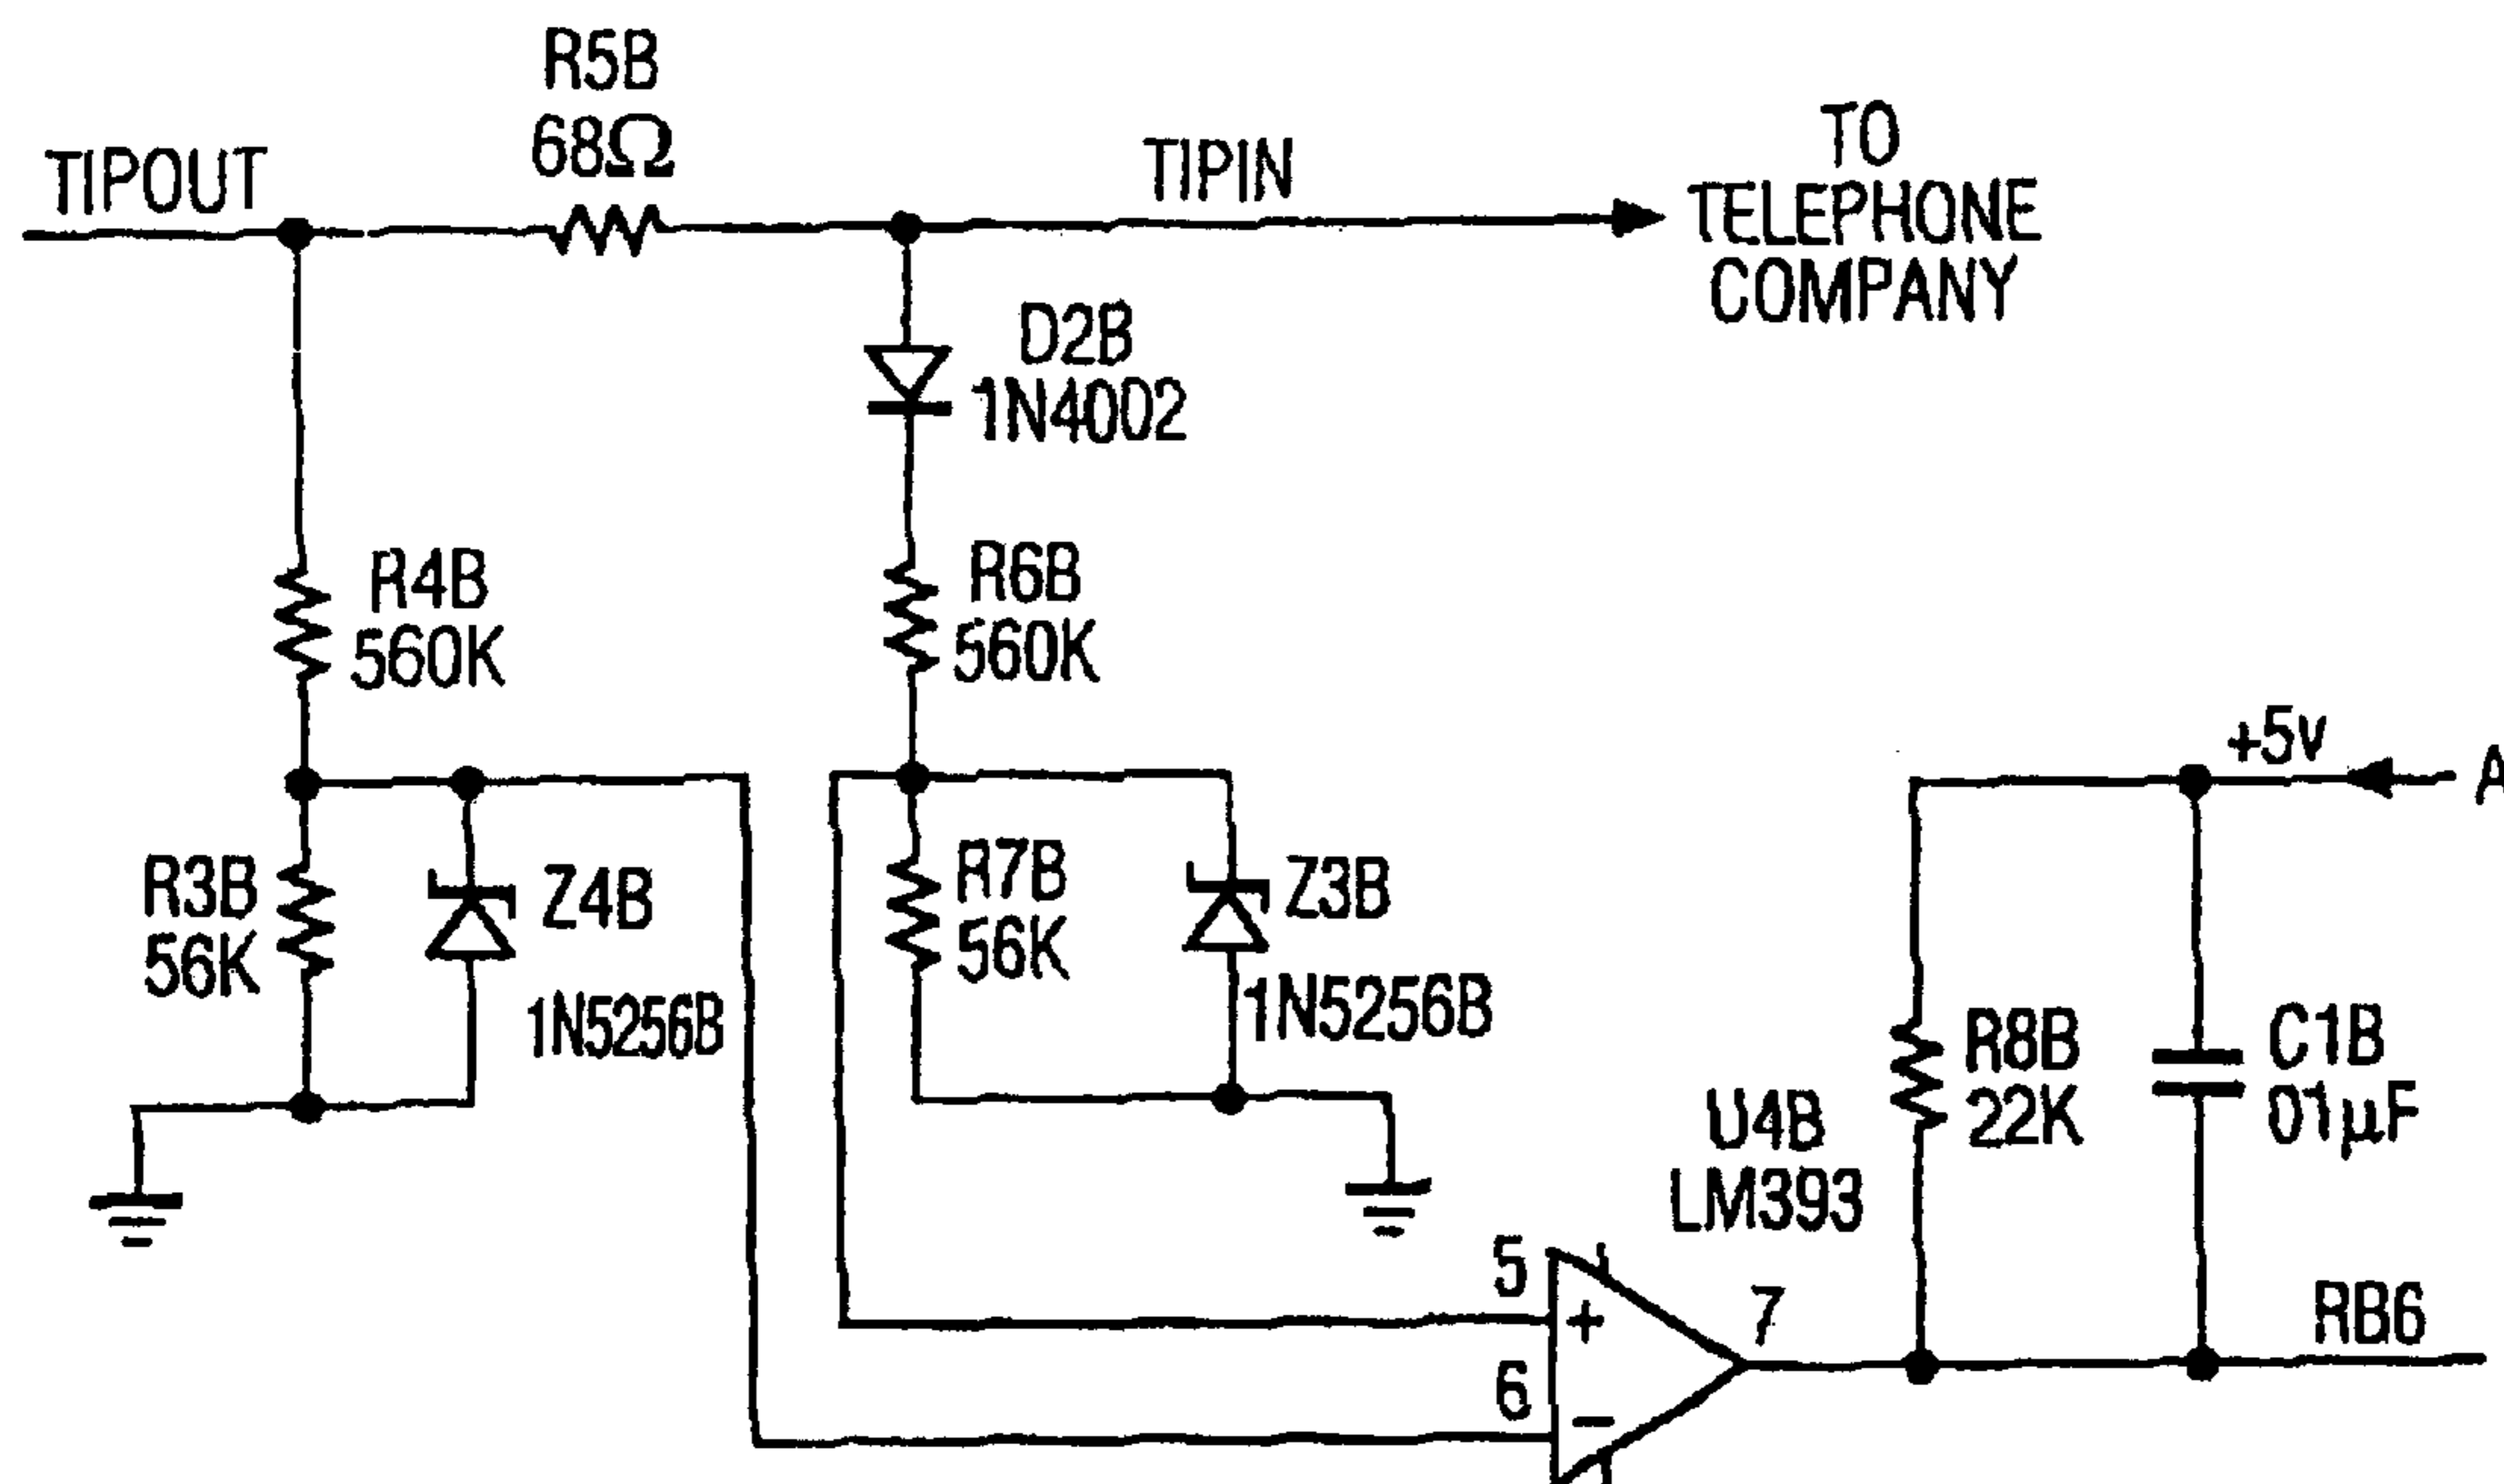 R5B
68Ω
TIPOUT
TIPIN
TO
TELEPHONE
COMPANY
D2B
1N4002
R4B
560K
R6B
560K
+5v
A
R3B
56K
Z4B
1N5256B
R7B
56K
Z3B
1N5256B
R8B
22K
C1B
01µF
U4B
LM393
5
+
6
−
7
RB6